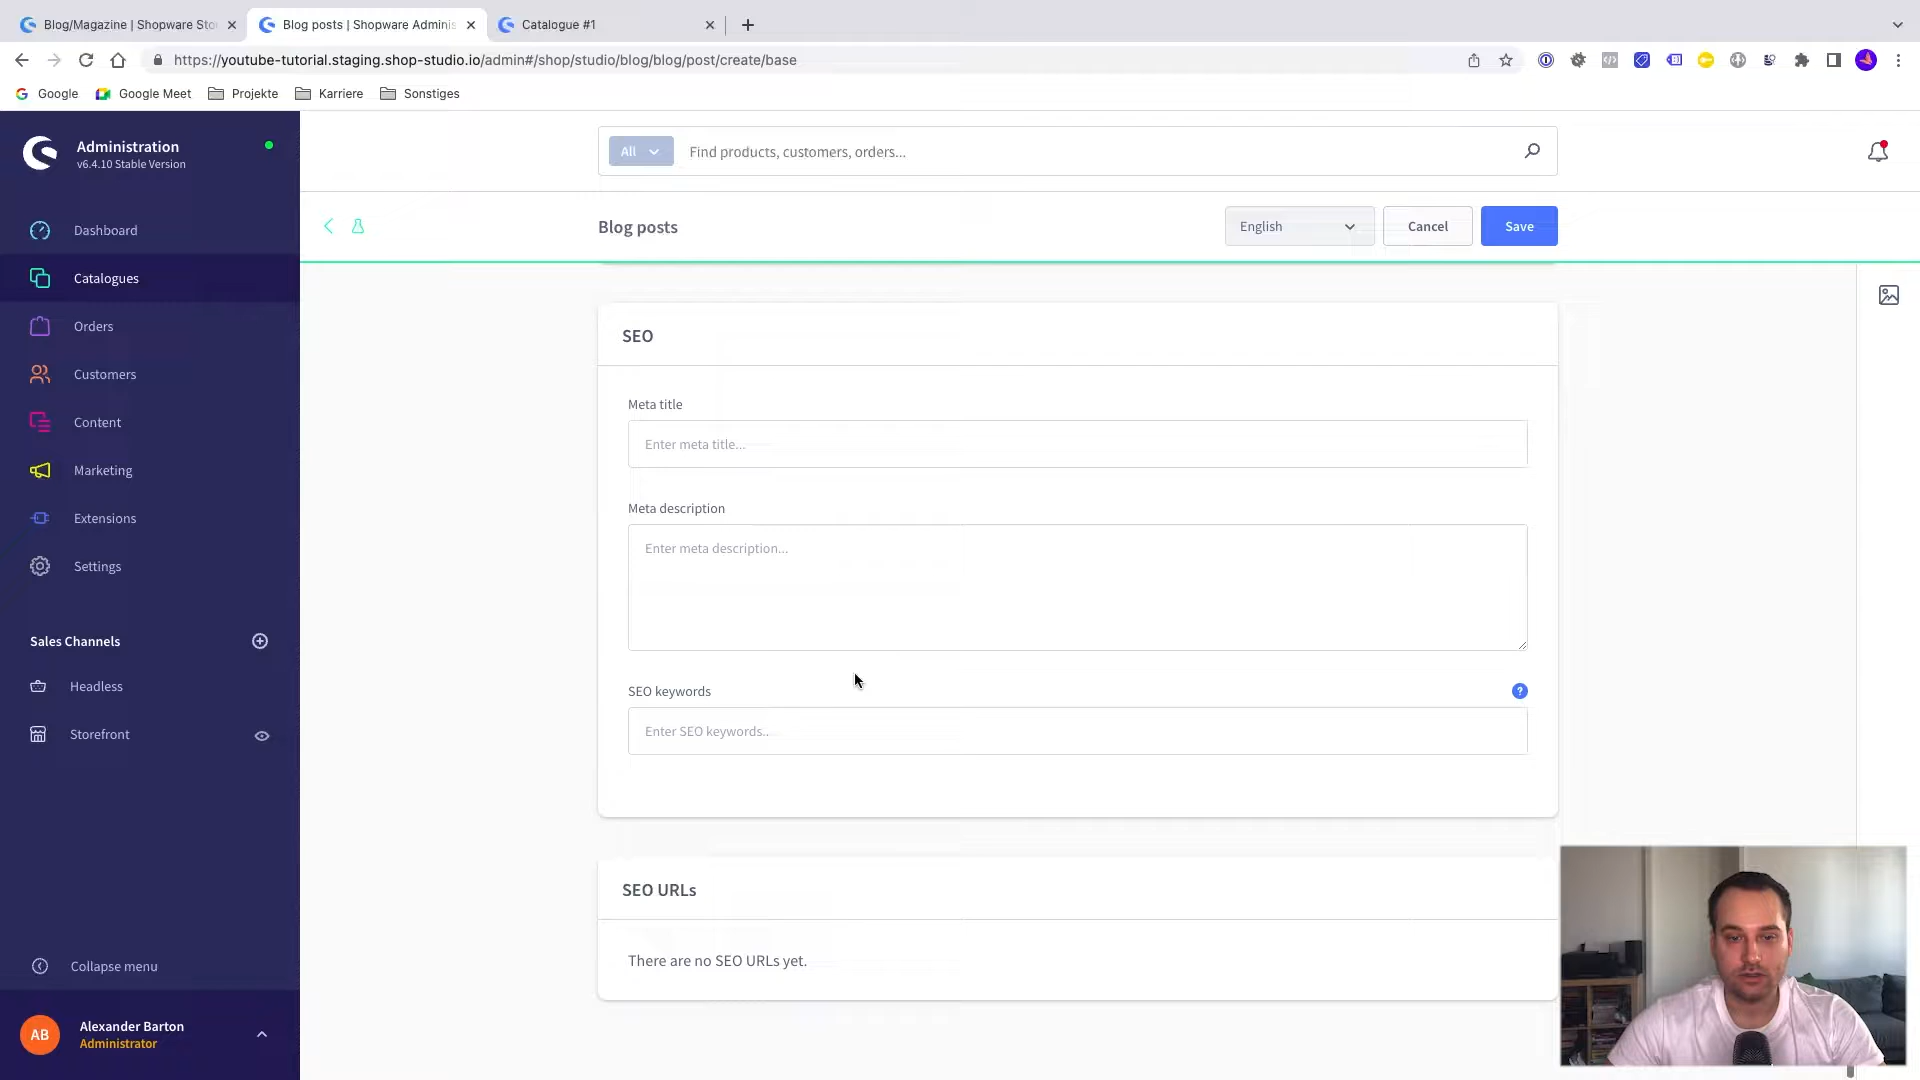 Blog/Magazine | Shopware Sto
Blog posts | Shopware Adminis
Catalogue #1
https://youtube-tutorial.staging.shop-studio.io/admin#/shop/studio/blog/blog/post/create/base
Google
Google Meet
Projekte
Karriere
Sonstiges
Administration
v6.4.10 Stable Version
All
Find products, customers, orders...
Blog posts
English
Cancel
Save
Dashboard
Catalogues
Orders
Customers
Content
Marketing
Extensions
Settings
Sales Channels
Headless
Storefront
Collapse menu
AB
Alexander Barton
Administrator
SEO
Meta title
Enter meta title...
Meta description
Enter meta description...
SEO keywords
?
Enter SEO keywords..
SEO URLs
There are no SEO URLs yet.